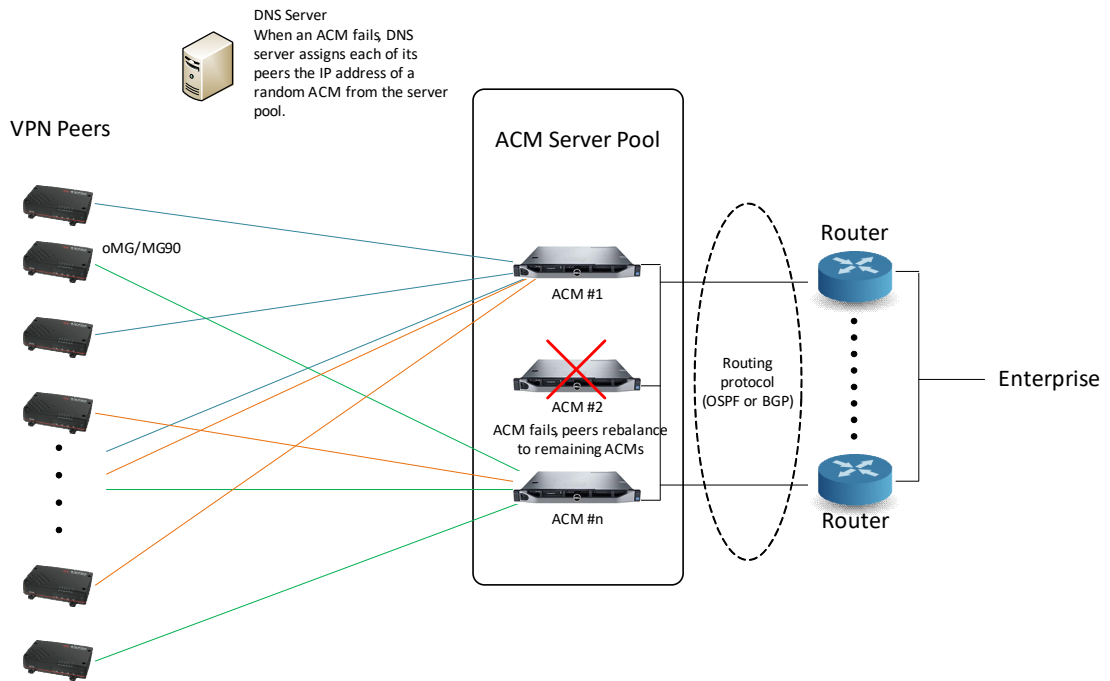 DNS Server
When an ACM fails, DNS
server assigns each of its
peers the IP address of a
random ACM from the server
pool.
VPN Peers
ACM Server Pool
oMG/MG90
Router
ACM #1
Routing
protocol
(OSPF or BGP)
Enterprise
ACM #2
ACM fails, peers rebalance
to remaining ACMs
ACM #n
Router